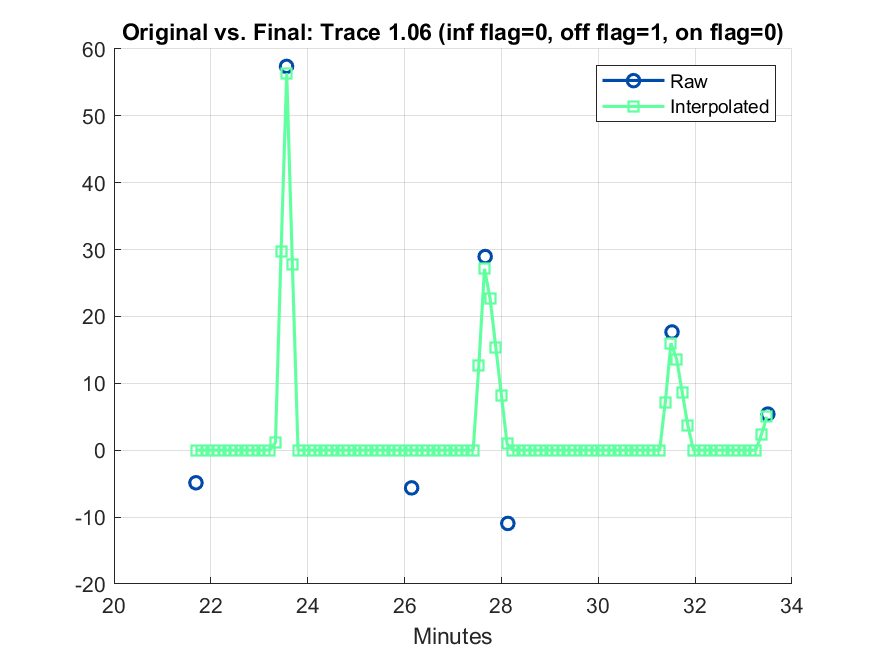 Original vs. Final: Trace 1.06 (inf flag=0, off flag=1, on flag=0)
60
50
40
30
20
10
0
-10
-20
Raw
Interpolated
20 22 24 26 28 30 32 34
Minutes